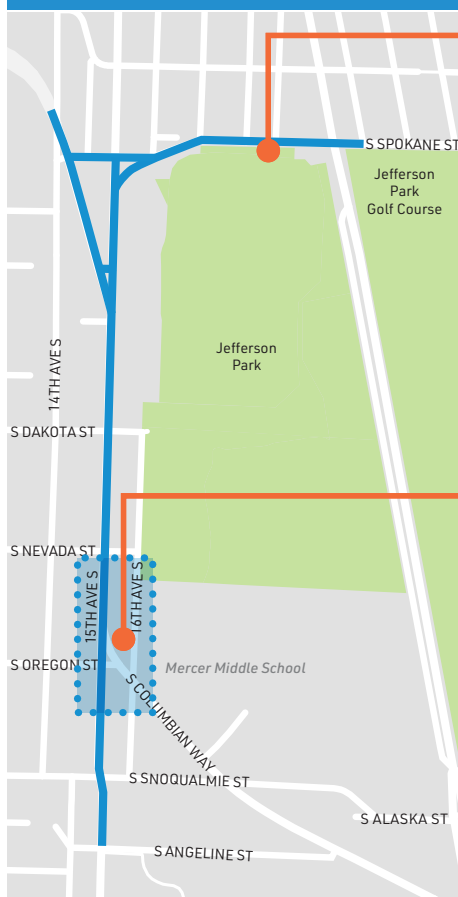 S SPOKANE ST
Jefferson
Park
Golf Course
Jefferson
Park
14TH AVE S
S DAKOTA ST
S NEVADA ST
15TH AVE S
16TH AVE S
S OREGON ST
Mercer Middle School
S COLUMBIAN WAY
S SNOQUALMIE ST
S ALASKA ST
S ANGELINE ST